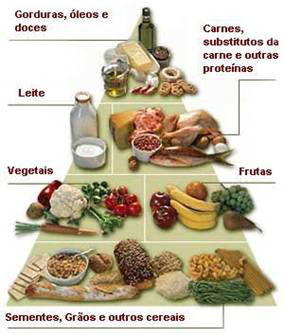 Gorduras, óleos e
doces
Carnes,
substitutos da
carne e outras
proteínas
Leite
Vegetais
Frutas
Sementes, Grãos e outros cereais